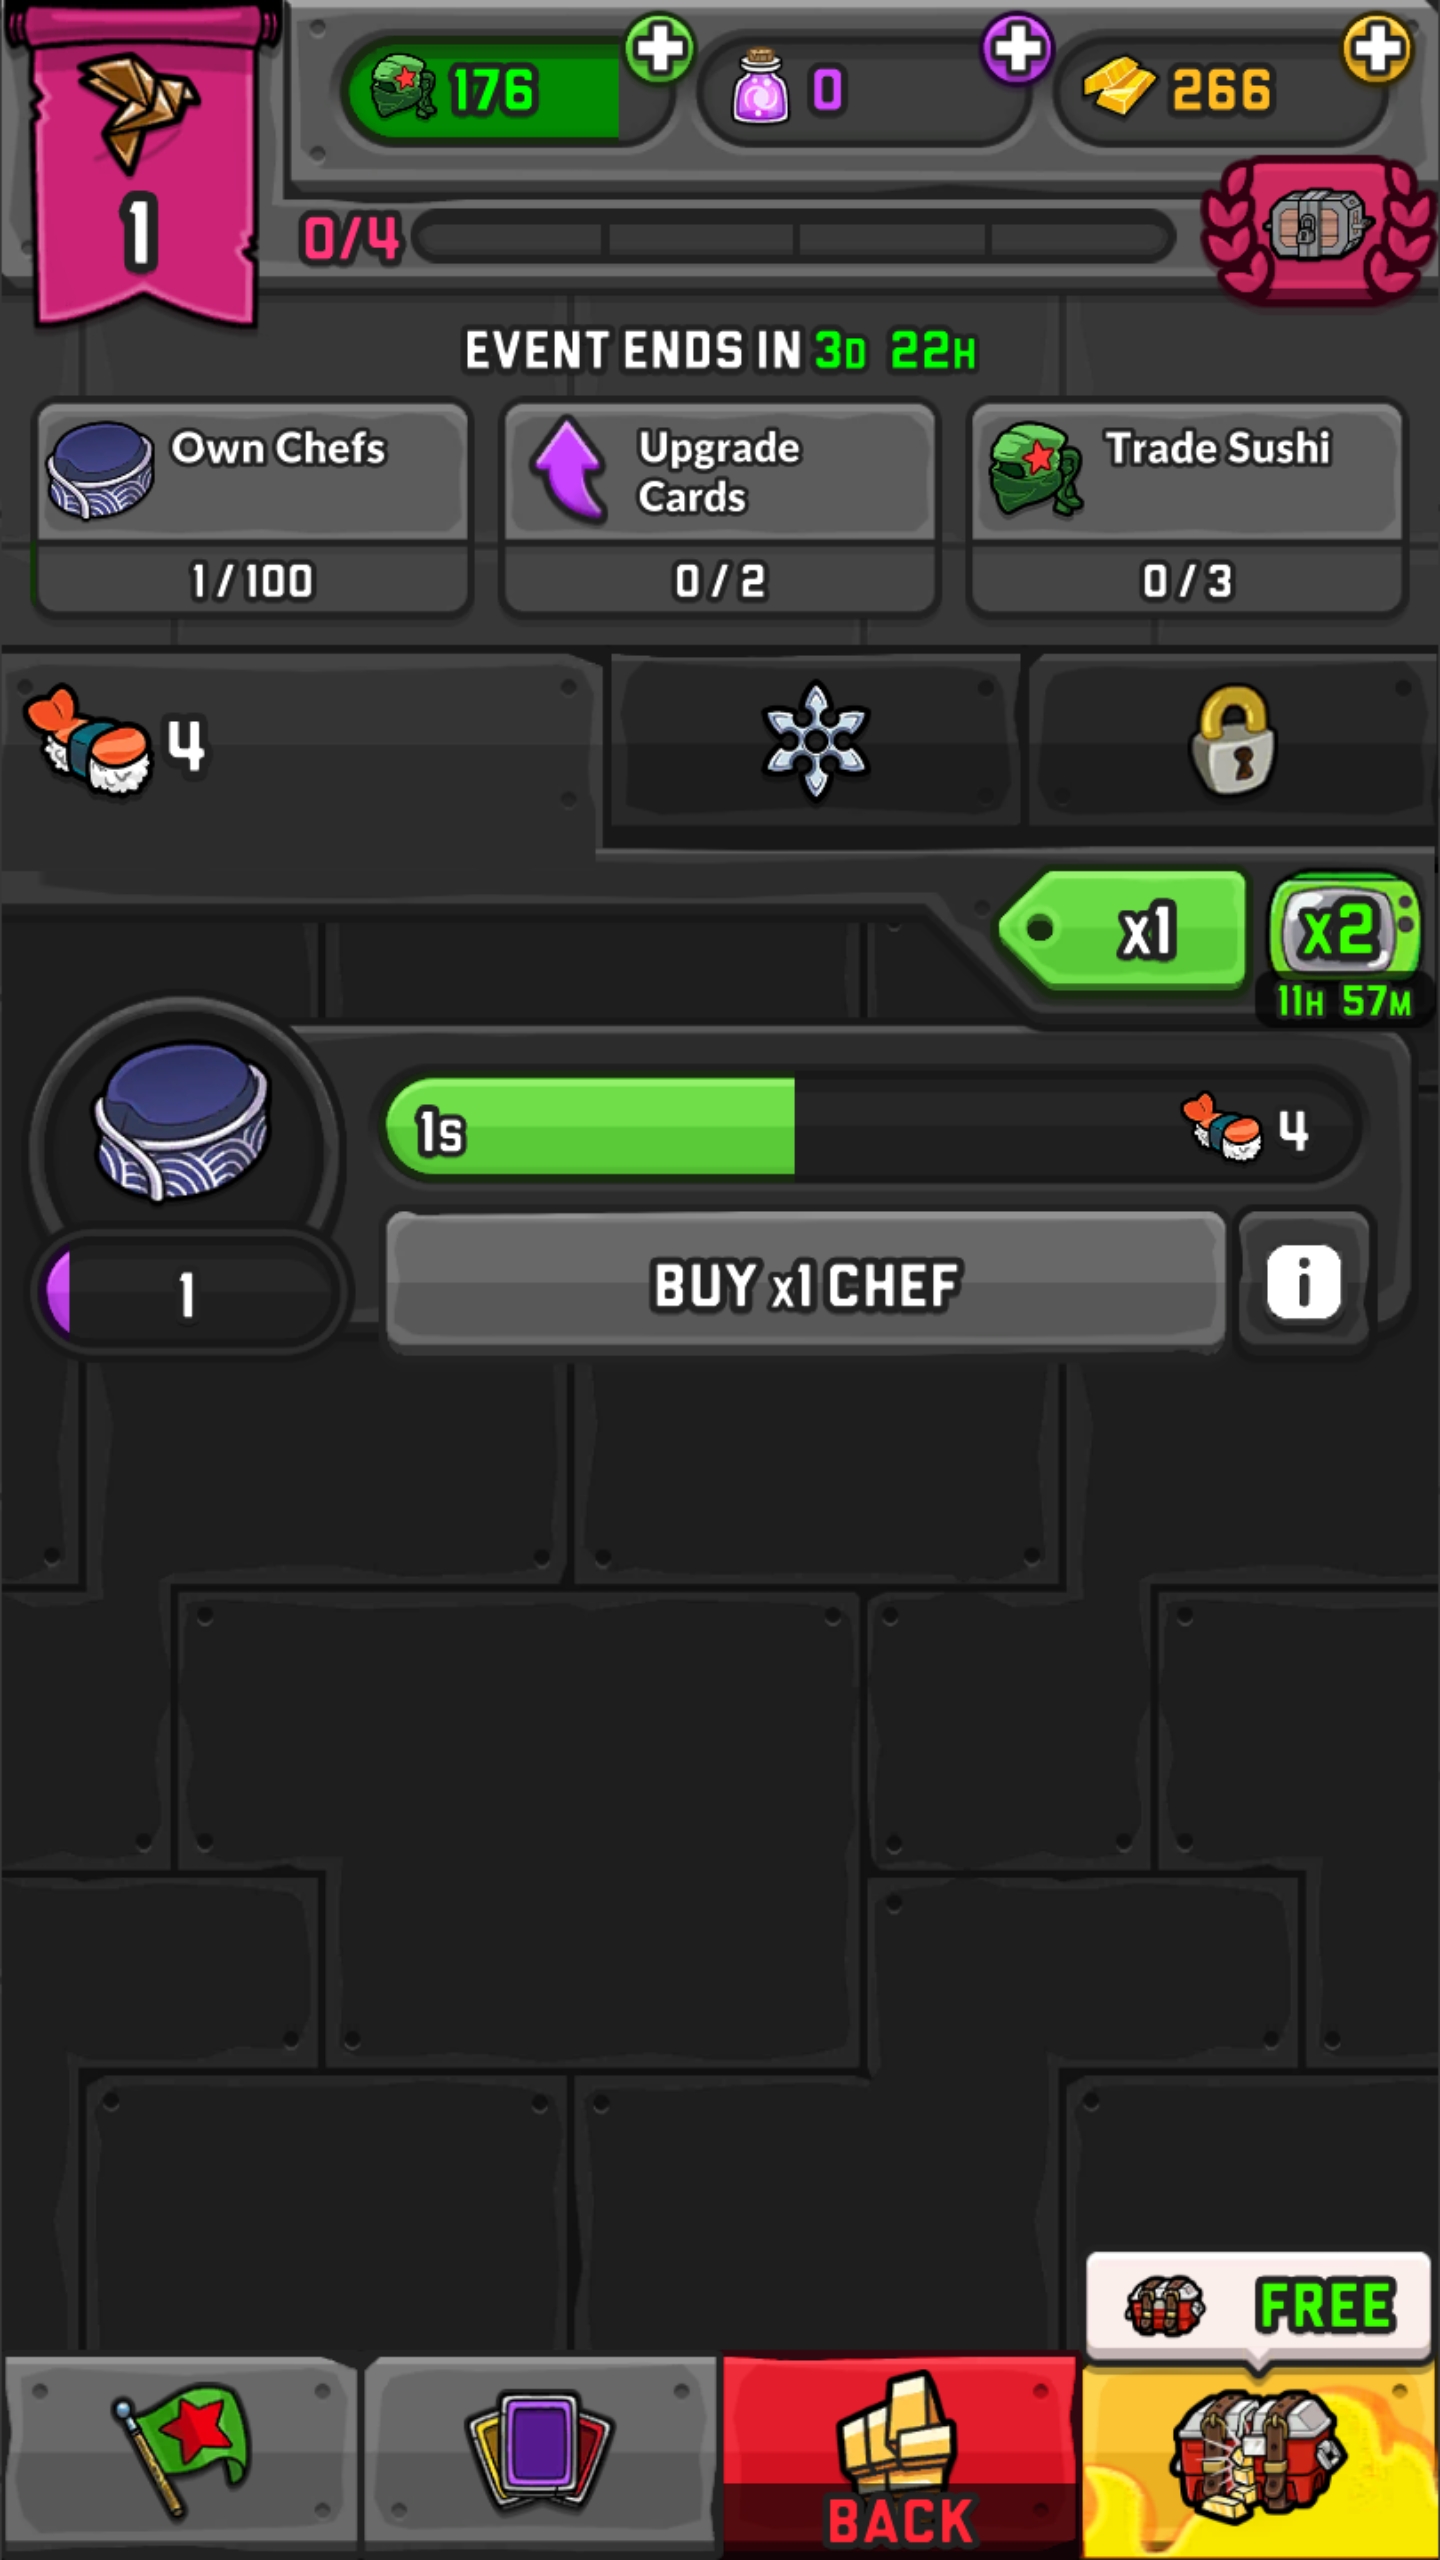 176
0
266
1
0/4
EVENT ENDS IN 3D 22H
Own Chefs
1/100
Upgrade
Cards
0/2
Trade Sushi
0/3
4
x1
x2
11H 57M
1s
4
1
BUY x1 CHEF
i
FREE
BACK